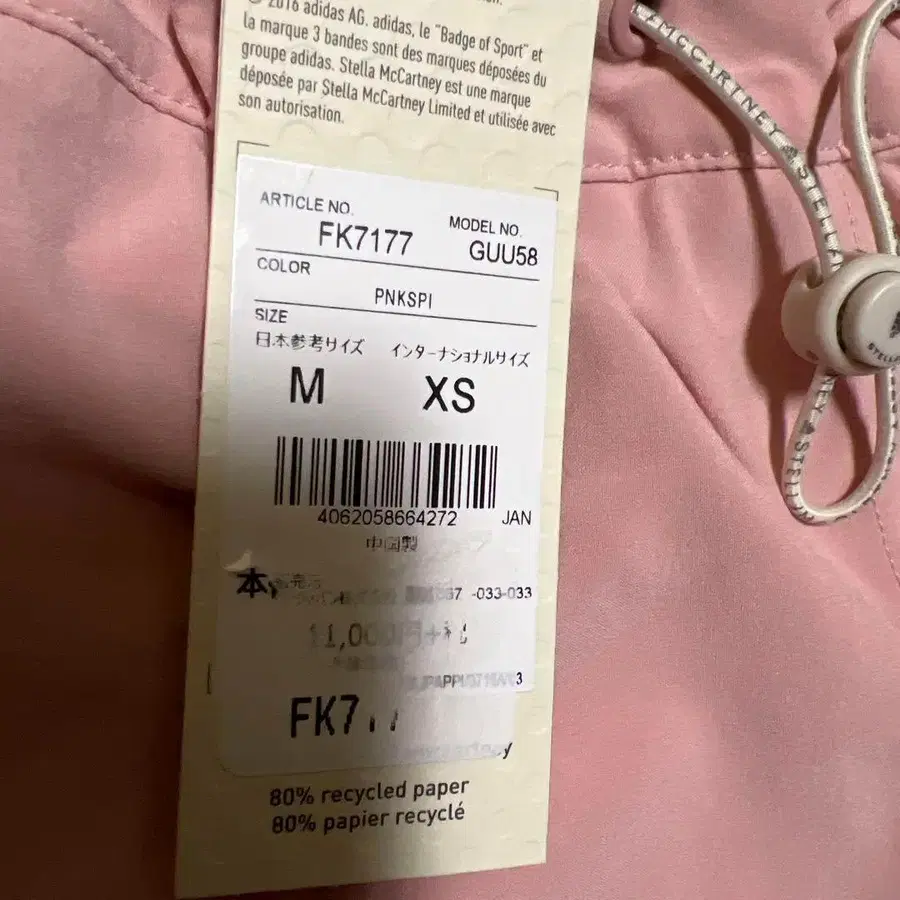 © 2016 adidas AG. adidas, le "Badge of Sport" et
la marque 3 bandes sont des marques déposées du
groupe adidas. Stella McCartney est une marque
déposée par Stella McCartney Limited et utilisée avec
son autorisation.
ARTICLE NO.
MODEL NO.
FK7177
GUU58
COLOR
PNKSPI
SIZE
日本参考サイズ
インターナショナルサイズ
M
XS
4062058664272
JAN
中国製
-033-033
FK7
80% recycled paper
80% papier recyclé
McCARTNEY STELL
STELL